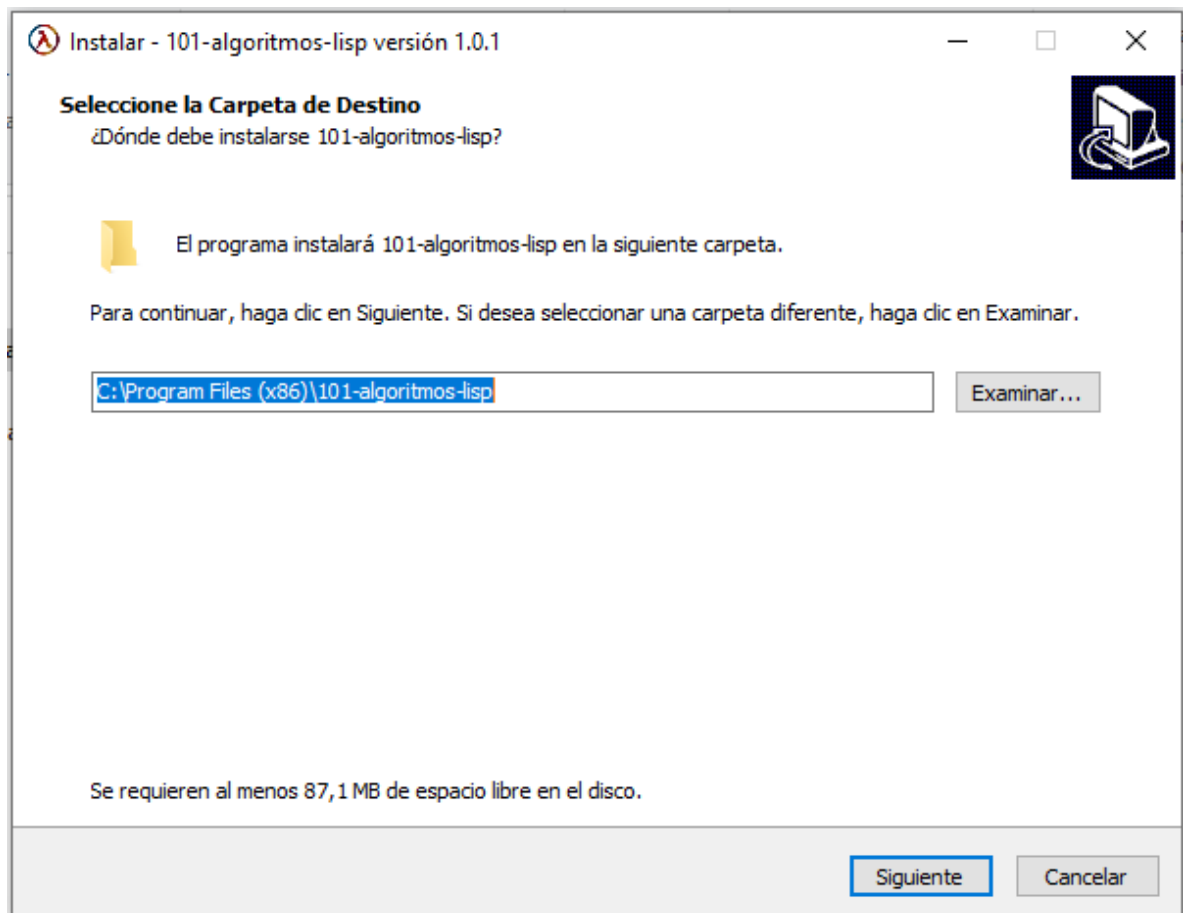 Instalar - 101-algoritmos-lisp versión 1.0.1
Seleccione la Carpeta de Destino
¿Dónde debe instalarse 101-algoritmos-lisp?
El programa instalará 101-algoritmos-lisp en la siguiente carpeta.
Para continuar, haga clic en Siguiente. Si desea seleccionar una carpeta diferente, haga clic en Examinar.
C:\Program Files (x86)\101-algoritmos-lisp
Examinar...
Se requieren al menos 87,1 MB de espacio libre en el disco.
Siguiente
Cancelar